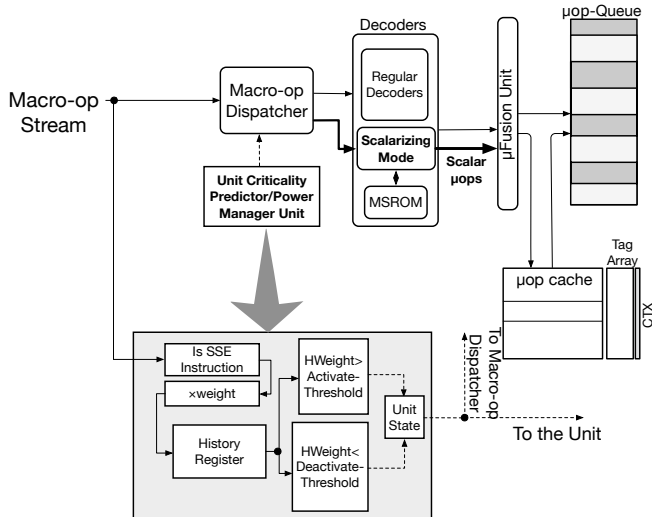 μop-Queue
Decoders
Macro-op
Stream
Macro-op
Dispatcher
Regular
Decoders
Scalarizing
Mode
MSROM
Scalar
μops
μFusion Unit
Unit Criticality
Predictor/Power
Manager Unit
Tag
Array
μop cache
CTX
Is SSE
Instruction
×weight
History
Register
HWeight>
Activate-
Threshold
HWeight<
Deactivate-
Threshold
Unit
State
To Macro-op
Dispatcher
To the Unit